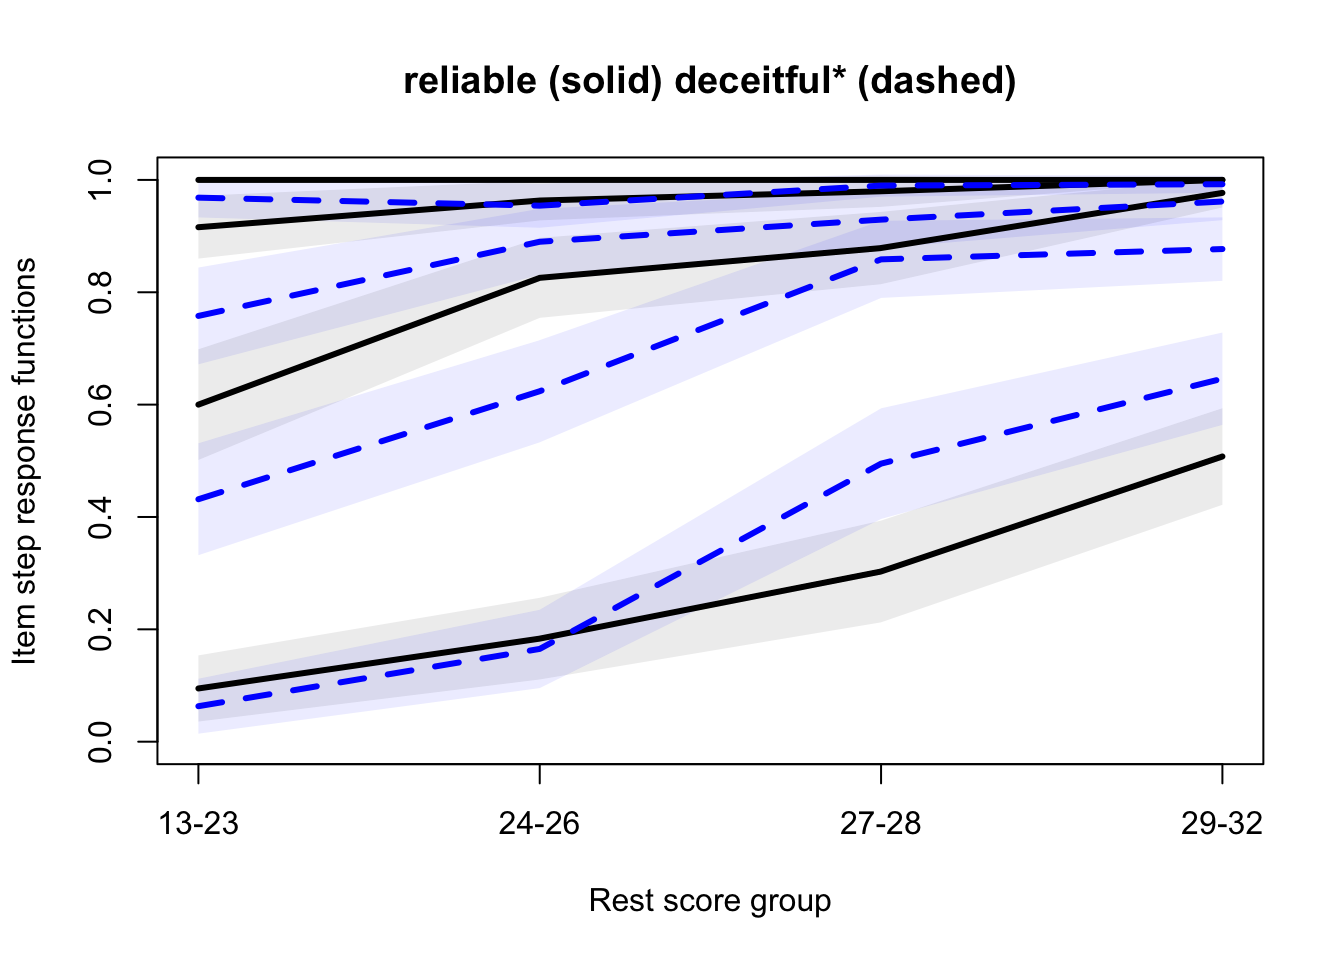 reliable (solid) deceitful* (dashed)
Item step response functions
1.0
0.8
0.6
0.4
0.2
0.0
13-23 24-26 27-28 29-32
Rest score group